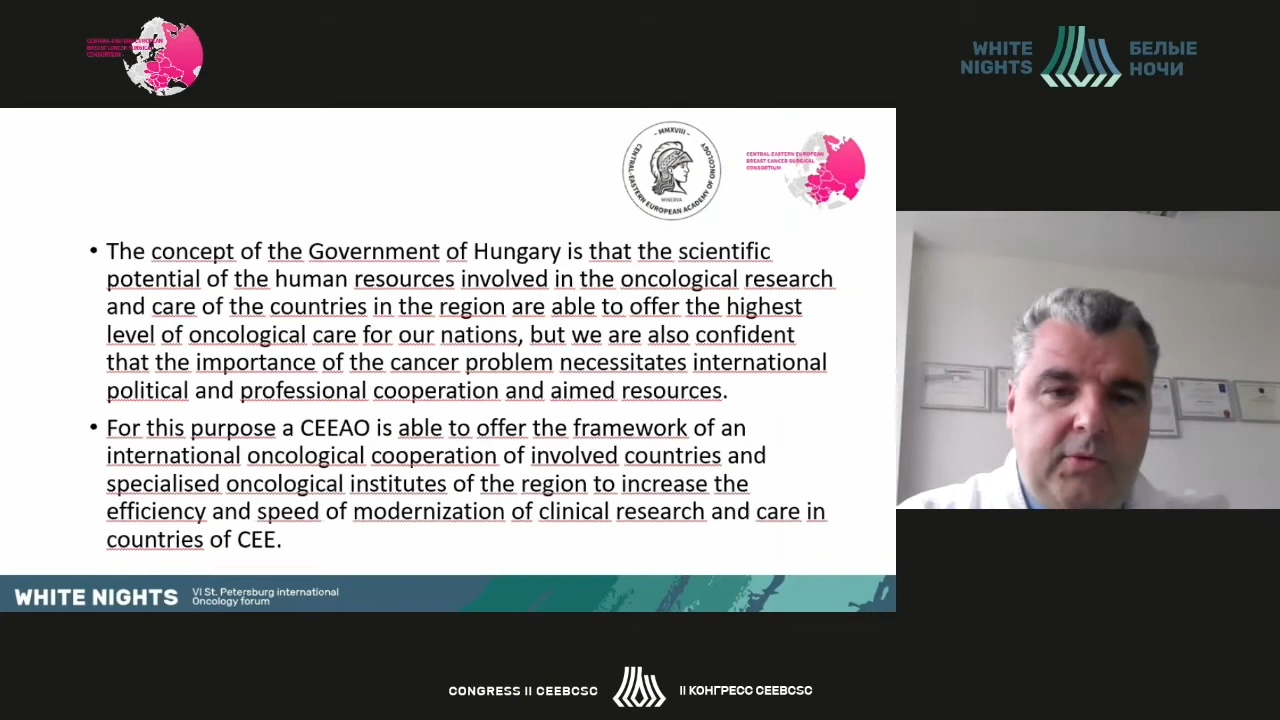 CENTRAL-EASTERN EUROPEAN
BREAST CANCER SURGICAL
CONSORTIUM
WHITE
NIGHTS
БЕЛЫЕ
НОЧИ
- MMXVIII -
CENTRAL-EASTERN EUROPEAN ACADEMY OF ONCOLOGY
MINERVA
CENTRAL-EASTERN EUROPEAN
BREAST CANCER SURGICAL
CONSORTIUM
• The concept of the Government of Hungary is that the scientific
potential of the human resources involved in the oncological research
and care of the countries in the region are able to offer the highest
level of oncological care for our nations, but we are also confident
that the importance of the cancer problem necessitates international
political and professional cooperation and aimed resources.
• For this purpose a CEEAO is able to offer the framework of an
international oncological cooperation of involved countries and
specialised oncological institutes of the region to increase the
efficiency and speed of modernization of clinical research and care in
countries of CEE.
WHITE NIGHTS
VI St. Petersburg international
Oncology forum
CONGRESS II CEEBCSC
II КОНГРЕСС CEEBCSC